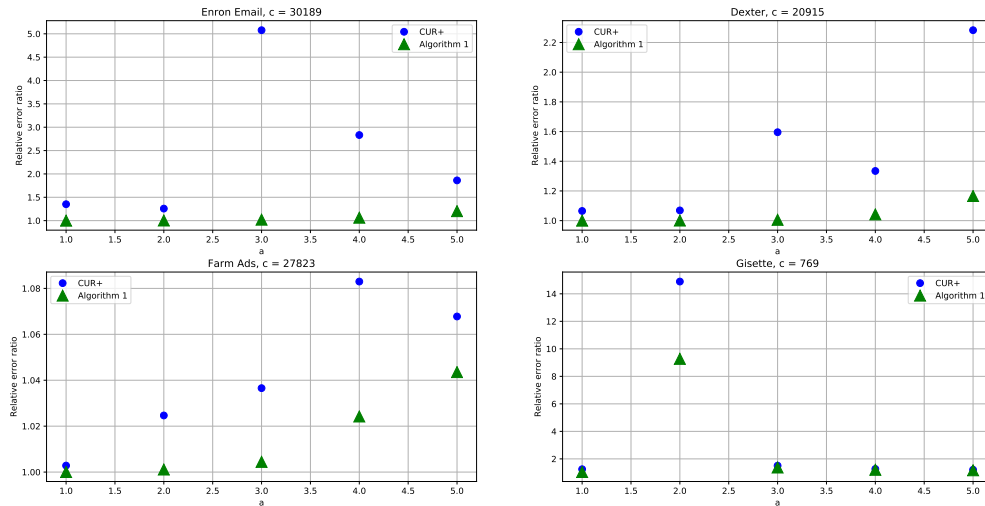 Enron Email, c = 30189
CUR+
Algorithm 1
Relative error ratio
5.0
4.5
4.0
3.5
3.0
2.5
2.0
1.5
1.0
1.0 1.5 2.0 2.5 3.0 3.5 4.0 4.5 5.0
a
Dexter, c = 20915
CUR+
Algorithm 1
Relative error ratio
2.2
2.0
1.8
1.6
1.4
1.2
1.0
1.0 1.5 2.0 2.5 3.0 3.5 4.0 4.5 5.0
a
Farm Ads, c = 27823
CUR+
Algorithm 1
Relative error ratio
1.08
1.06
1.04
1.02
1.00
1.0 1.5 2.0 2.5 3.0 3.5 4.0 4.5 5.0
a
Gisette, c = 769
CUR+
Algorithm 1
Relative error ratio
14
12
10
8
6
4
2
1.0 1.5 2.0 2.5 3.0 3.5 4.0 4.5 5.0
a